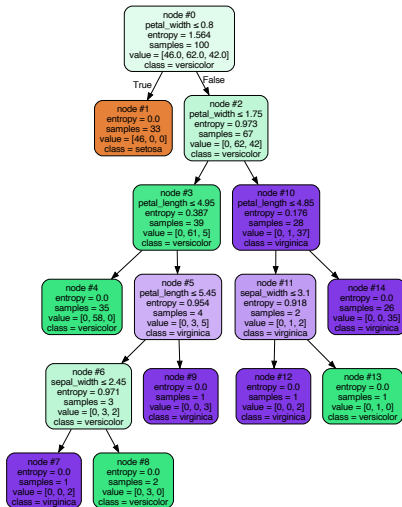 node #0
petal_width ≤ 0.8
entropy = 1.564
samples = 100
value = [46.0, 62.0, 42.0]
class = versicolor
True
False
node #1
entropy = 0.0
samples = 33
value = [46, 0, 0]
class = setosa
node #2
petal_width ≤ 1.75
entropy = 0.973
samples = 67
value = [0, 62, 42]
class = versicolor
node #3
petal_length ≤ 4.95
entropy = 0.387
samples = 39
value = [0, 61, 5]
class = versicolor
node #10
petal_length ≤ 4.85
entropy = 0.176
samples = 28
value = [0, 1, 37]
class = virginica
node #4
entropy = 0.0
samples = 35
value = [0, 58, 0]
class = versicolor
node #5
petal_length ≤ 5.45
entropy = 0.954
samples = 4
value = [0, 3, 5]
class = virginica
node #11
sepal_width ≤ 3.1
entropy = 0.918
samples = 2
value = [0, 1, 2]
class = virginica
node #14
entropy = 0.0
samples = 26
value = [0, 0, 35]
class = virginica
node #6
sepal_width ≤ 2.45
entropy = 0.971
samples = 3
value = [0, 3, 2]
class = versicolor
node #9
entropy = 0.0
samples = 1
value = [0, 0, 3]
class = virginica
node #12
entropy = 0.0
samples = 1
value = [0, 0, 2]
class = virginica
node #13
entropy = 0.0
samples = 1
value = [0, 1, 0]
class = versicolor
node #7
entropy = 0.0
samples = 1
value = [0, 0, 2]
class = virginica
node #8
entropy = 0.0
samples = 2
value = [0, 3, 0]
class = versicolor